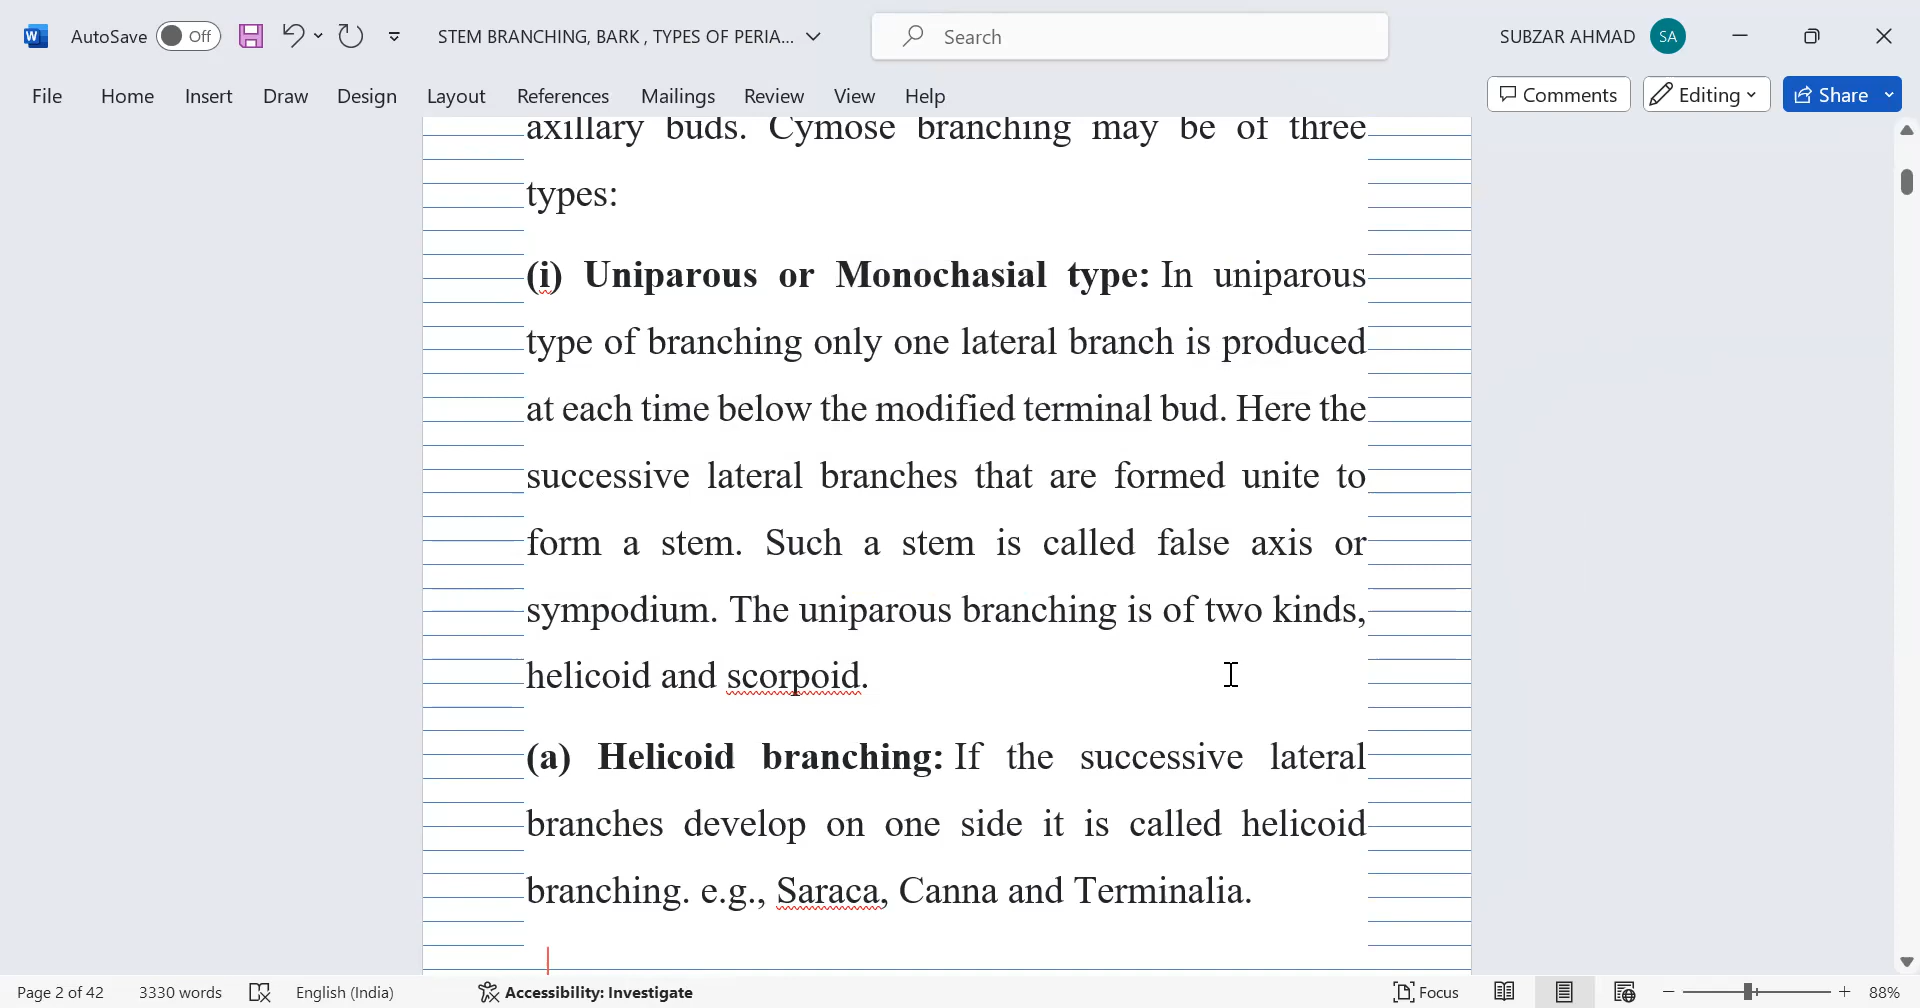 AutoSave Off STEM BRANCHING, BARK , TYPES OF PERIA... Search SUBZAR AHMAD SA
File Home Insert Draw Design Layout References Mailings Review View Help Comments Editing Share
axillary buds. Cymose branching may be of three
types:
(i) Uniparous or Monochasial type: In uniparous
type of branching only one lateral branch is produced
at each time below the modified terminal bud. Here the
successive lateral branches that are formed unite to
form a stem. Such a stem is called false axis or
sympodium. The uniparous branching is of two kinds,
helicoid and scorpoid.
(a) Helicoid branching: If the successive lateral
branches develop on one side it is called helicoid
branching. e.g., Saraca, Canna and Terminalia.
Page 2 of 42 3330 words English (India) Accessibility: Investigate Focus 88%